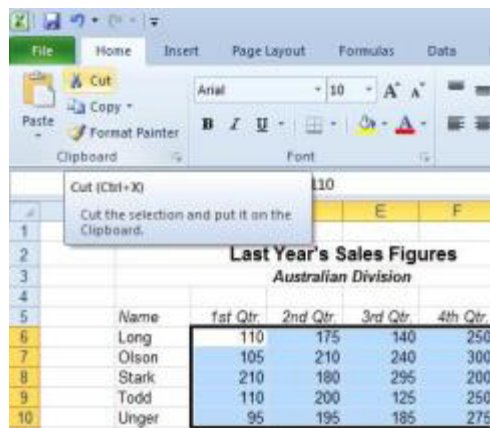 File Home Insert Page Layout Formulas Data
Cut
Copy
Paste
Format Painter
Arial 10 A A
B I U A
Clipboard Font
Cut (Ctrl+X)
Cut the selection and put it on the
Clipboard.
110
E F
1
2 Last Year's Sales Figures
3 Australian Division
4
5 Name 1st Qtr. 2nd Qtr. 3rd Qtr. 4th Qtr.
6 Long 110 175 140 250
7 Olson 105 210 240 300
8 Stark 210 180 295 200
9 Todd 110 200 125 250
10 Unger 95 195 185 275